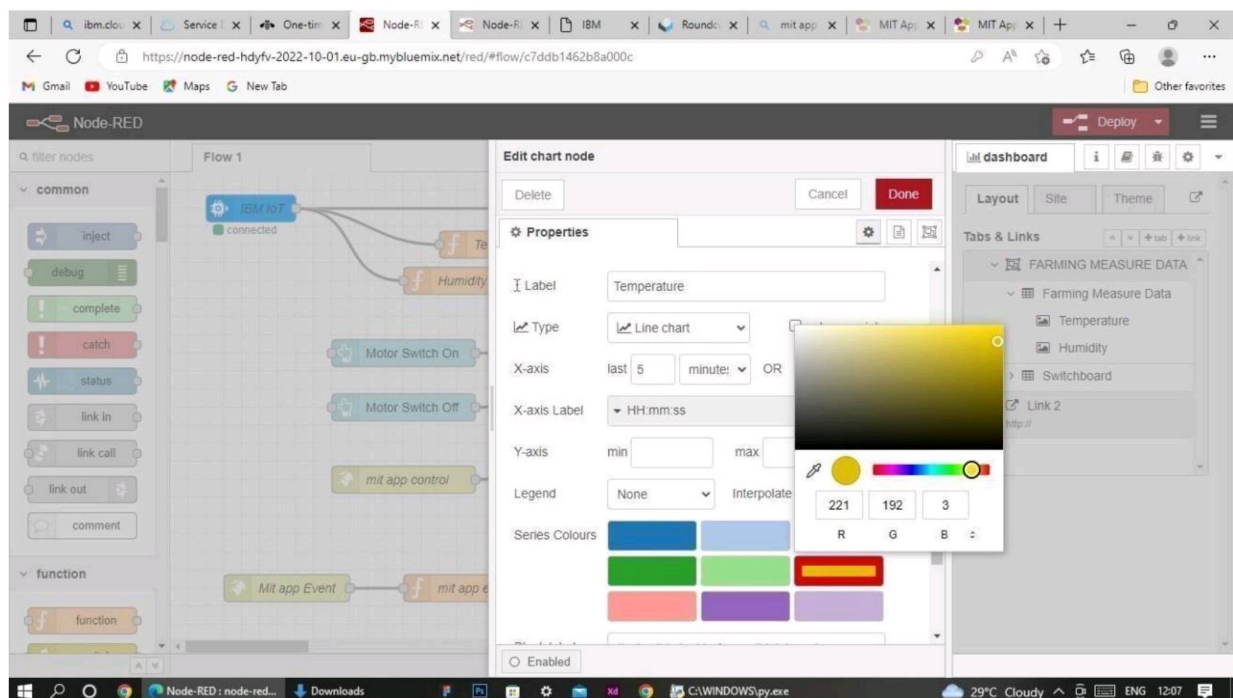 ibm.clou
Service
One-tim
Node-R
Node-R
IBM
Roundc
mit app
MIT App
MIT App
https://node-red-hdyfv-2022-10-01.eu-gb.mybluemix.net/red/#flow/c7ddb1462b8a000c
Gmail YouTube Maps New Tab Other favorites
Node-RED Deploy
filter nodes
Flow 1
Edit chart node
dashboard
common
Delete Cancel Done
Layout Site Theme
IBM IoT
connected
Properties
Tabs & Links tab link
inject
Te
FARMING MEASURE DATA
debug
Humidity
Label Temperature
Farming Measure Data
complete
Type Line chart
Temperature
catch
Motor Switch On
Humidity
status
X-axis last 5 minutes OR
Switchboard
link in
Motor Switch Off
X-axis Label HH:mm:ss
Link 2
http://
link call
mit app control
Y-axis min max
link out
Legend None Interpolate
221 192 3
R G B
comment
Series Colours
function
Mit app Event
mit app e
function
Enabled
Node-RED : node-red...
Downloads
C:\WINDOWS\py.exe
29°C Cloudy ENG 12:07